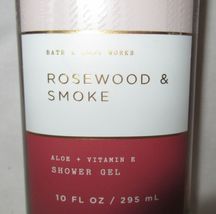 BATH & BODY WORKS
ROSEWOOD &
SMOKE
ALOE + VITAMIN E
SHOWER GEL
10 FL OZ / 295 mL